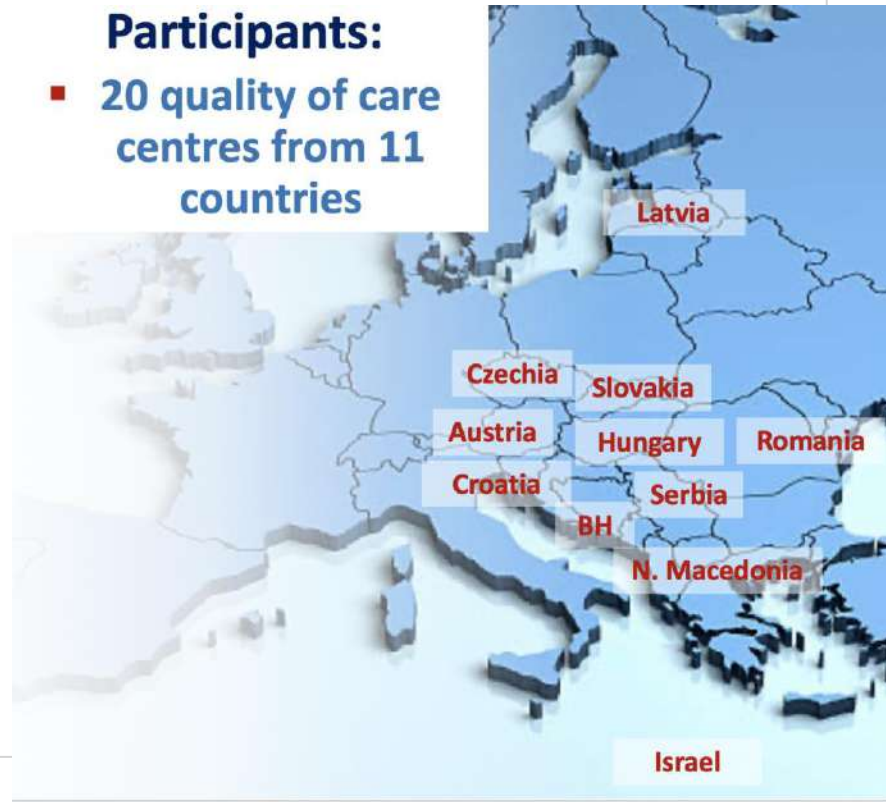 Participants:
▪ 20 quality of care
centres from 11
countries
Latvia
Czechia
Slovakia
Austria
Hungary
Romania
Croatia
Serbia
BH
N. Macedonia
Israel